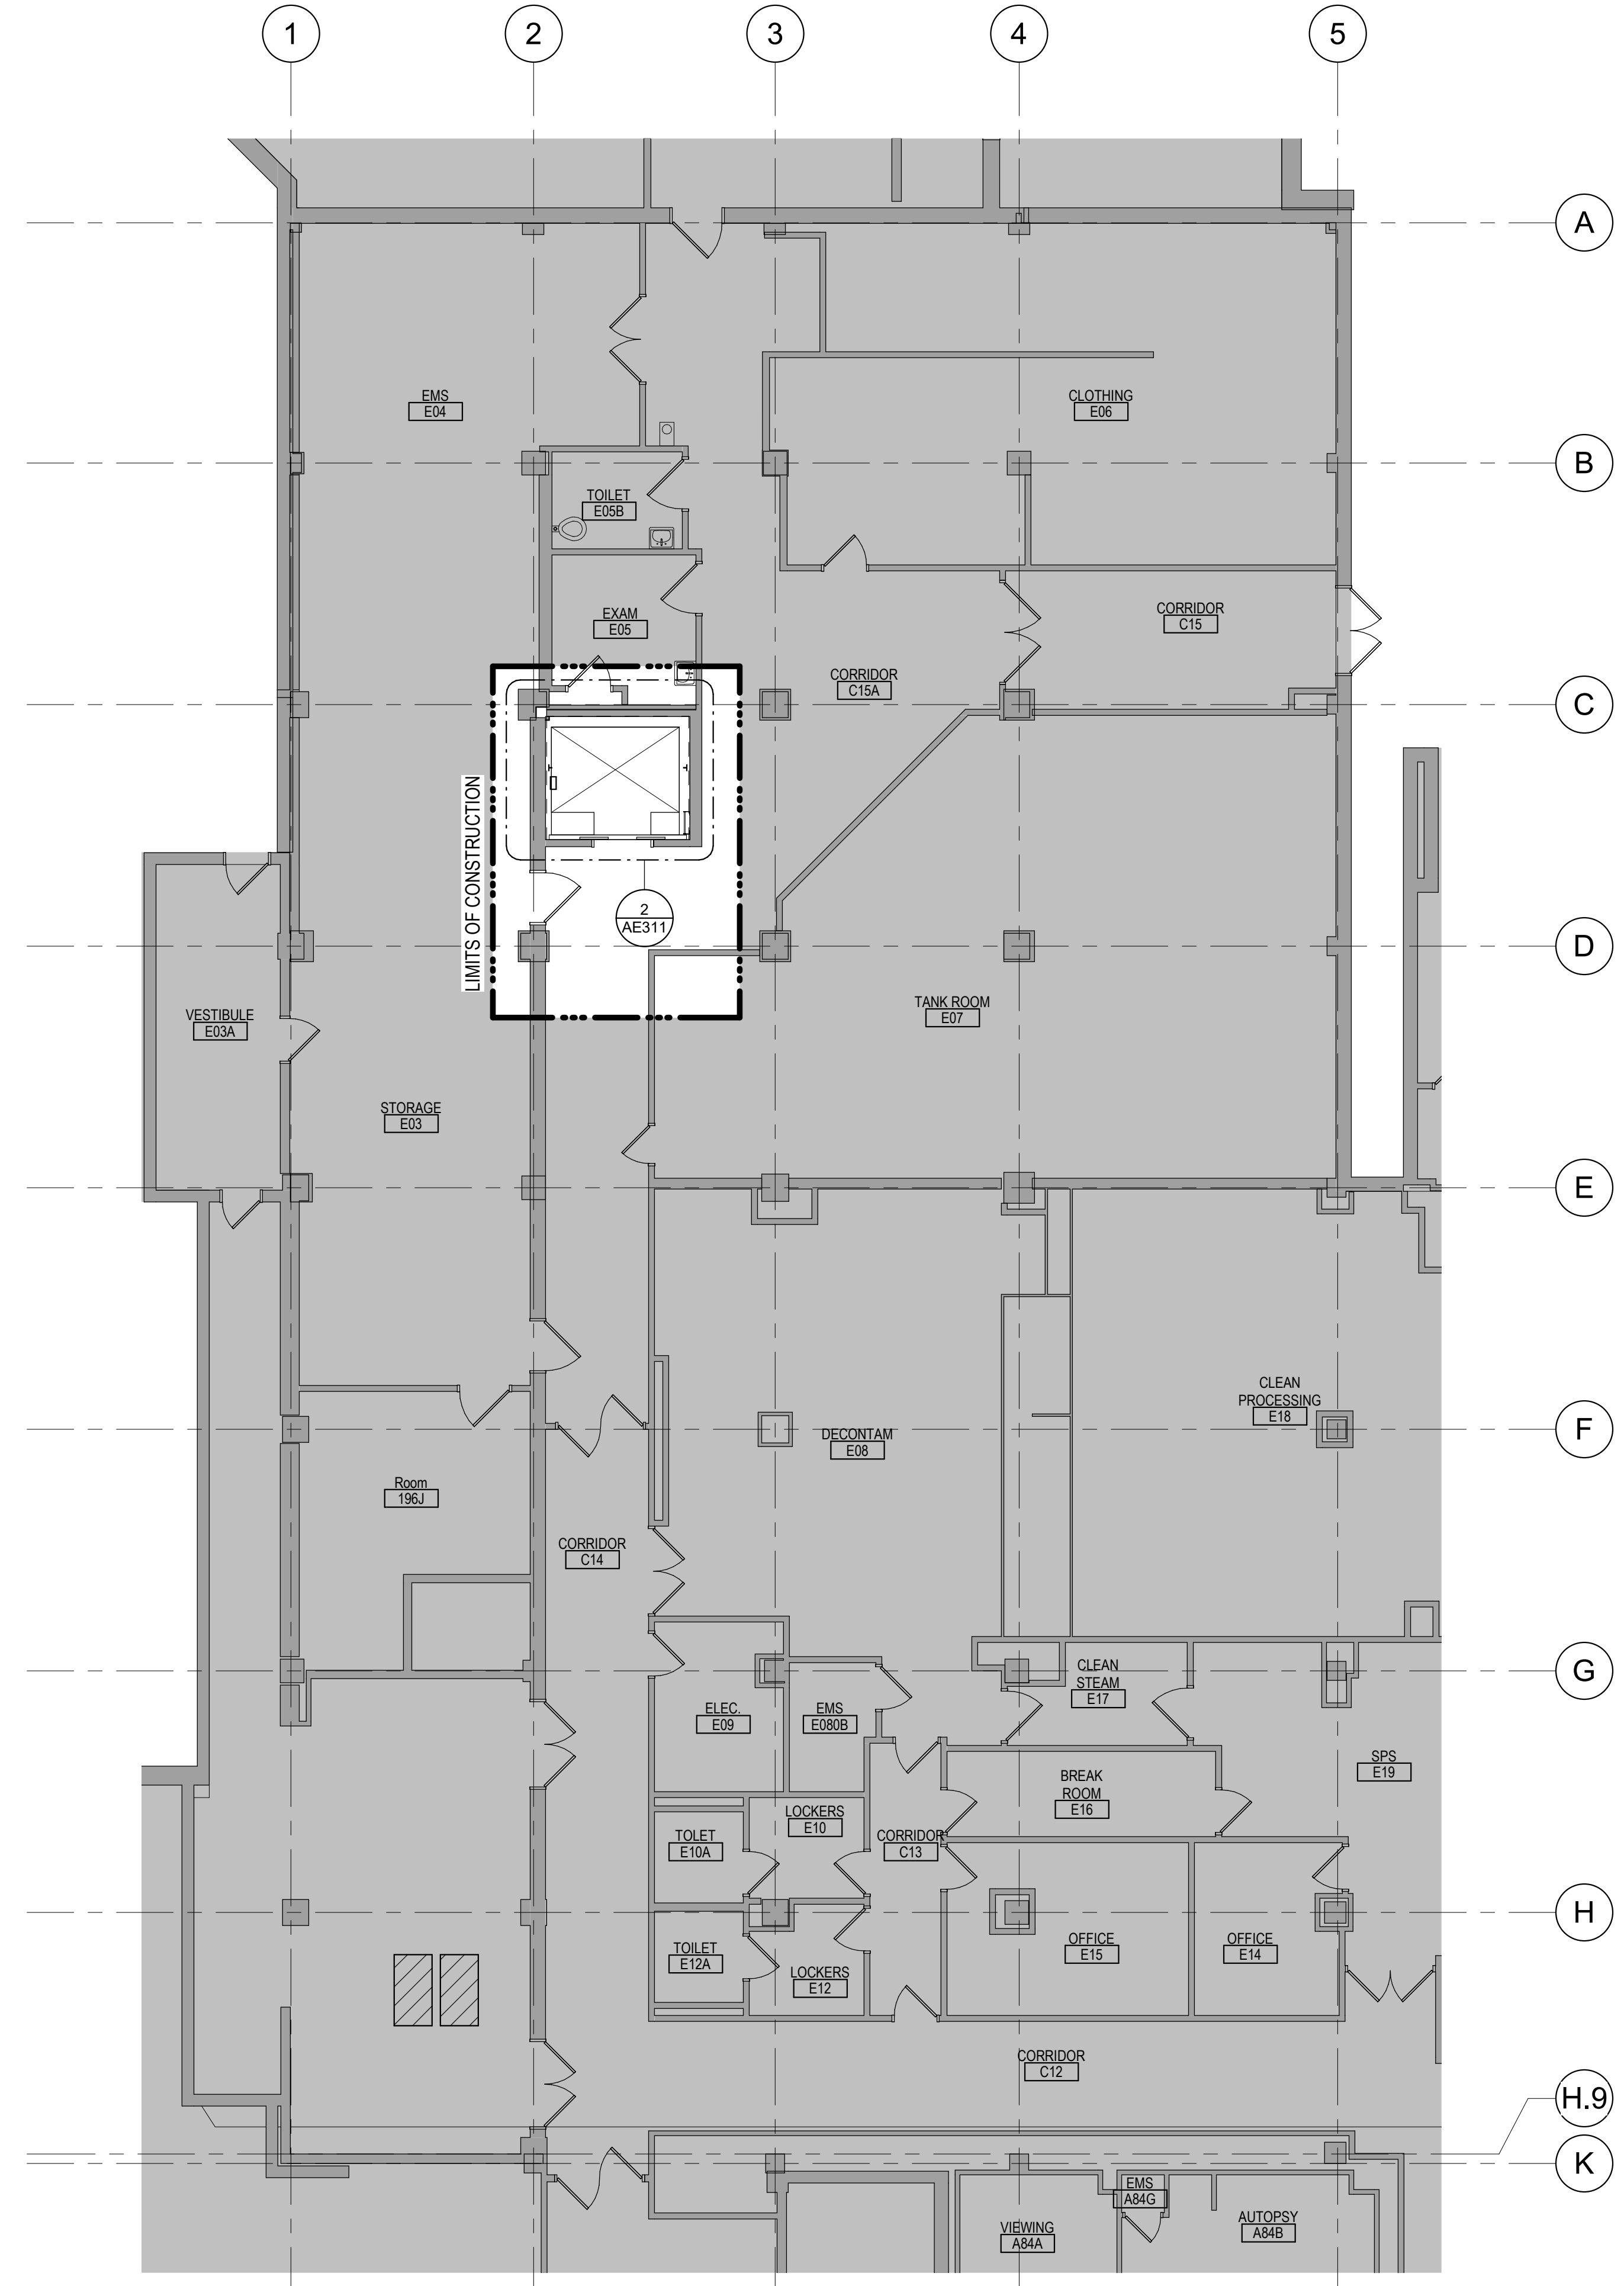 1
2
3
4
5
A
EMS
E04
CLOTHING
E06
B
TOILET
E05B
EXAM
E05
CORRIDOR
C15
CORRIDOR
C15A
C
LIMITS OF CONSTRUCTION
2
AE311
D
VESTIBULE
E03A
TANK ROOM
E07
STORAGE
E03
E
CLEAN
PROCESSING
E18
F
DECONTAM
E08
Room
196J
CORRIDOR
C14
G
CLEAN
STEAM
E17
ELEC.
E09
EMS
E080B
SPS
E19
BREAK
ROOM
E16
LOCKERS
E10
TOLET
E10A
CORRIDOR
C13
H
OFFICE
E15
OFFICE
E14
TOILET
E12A
LOCKERS
E12
CORRIDOR
C12
H.9
K
EMS
A84G
VIEWING
A84A
AUTOPSY
A84B